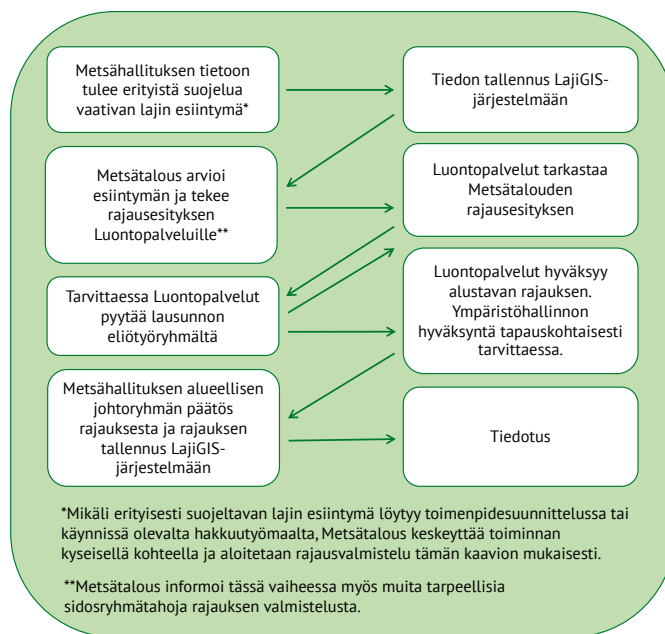 Metsähallituksen tietoon
tulee erityistä suojelua
vaativan lajin esiintymä*
Tiedon tallennus LajiGIS-
järjestelmään
Metsätalous arvioi
esiintymän ja tekee
rajausesityksen
Luontopalveluille**
Luontopalvelut tarkastaa
Metsätalouden
rajausesityksen
Tarvittaessa Luontopalvelut
pyytää lausunnon
eliötyöryhmältä
Luontopalvelut hyväksyy
alustavan rajauksen.
Ympäristöhallinnon
hyväksyntä tapauskohtaisesti
tarvittaessa.
Metsähallituksen alueellisen
johtoryhmän päätös
rajauksesta ja rajauksen
tallennus LajiGIS-
järjestelmään
Tiedotus
*Mikäli erityisesti suojeltavan lajin esiintymä löytyy toimenpidesuunnittelussa tai
käynnissä olevalta hakkuutyömaalta, Metsätalous keskeyttää toiminnan
kyseisellä kohteella ja aloitetaan rajausvalmistelu tämän kaavion mukaisesti.
**Metsätalous informoi tässä vaiheessa myös muita tarpeellisia
sidosryhmätahoja rajauksen valmistelusta.